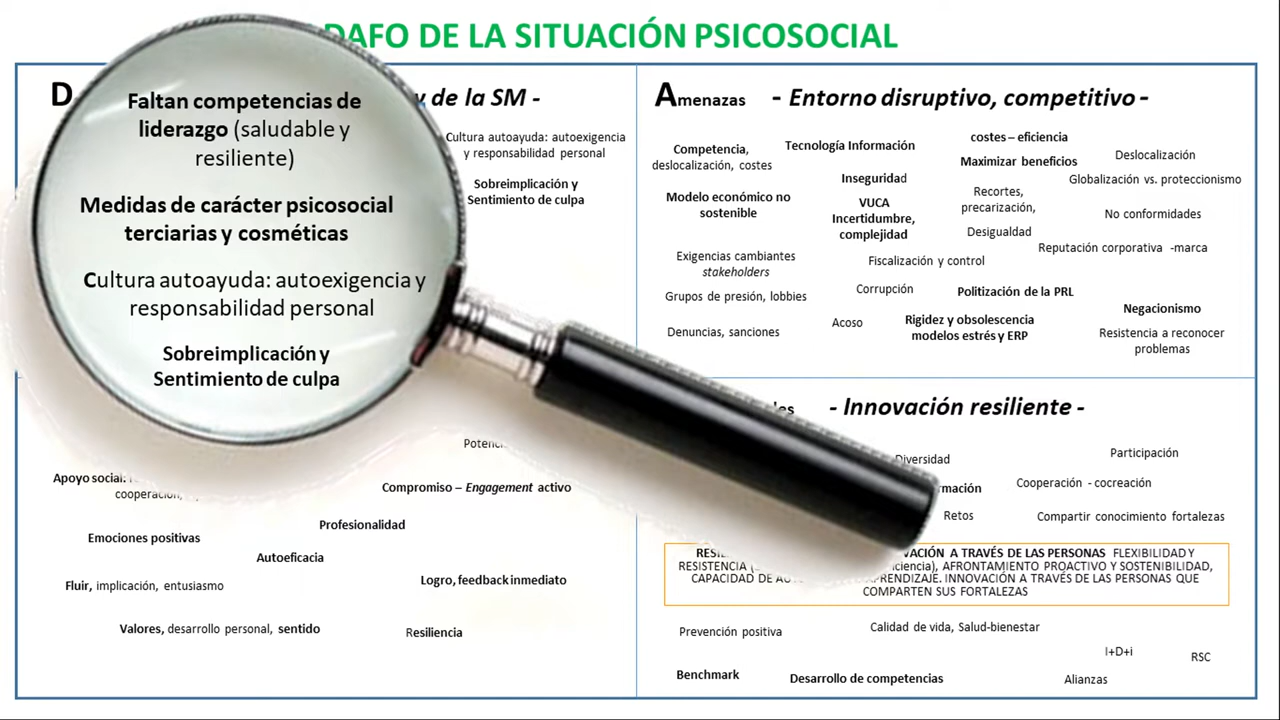 DAFO DE LA SITUACIÓN PSICOSOCIAL
D
y de la SM -
Faltan competencias de
liderazgo (saludable y
resiliente)
Medidas de carácter psicosocial
terciarias y cosméticas
Cultura autoayuda: autoexigencia y
responsabilidad personal
Sobreimplicación y
Sentimiento de culpa
Cultura autoayuda: autoexigencia
y responsabilidad personal
Sobreimplicación y
Sentimiento de culpa
Amenazas - Entorno disruptivo, competitivo -
Competencia,
deslocalización, costes
Tecnología Información
costes – eficiencia
Maximizar beneficios
Deslocalización
Inseguridad
Globalización vs. proteccionismo
Modelo económico no
sostenible
VUCA
Incertidumbre,
complejidad
Recortes,
precarización,
Desigualdad
No conformidades
Reputación corporativa -marca
Exigencias cambiantes
stakeholders
Fiscalización y control
Grupos de presión, lobbies
Corrupción
Politización de la PRL
Negacionismo
Denuncias, sanciones
Acoso
Rigidez y obsolescencia
modelos estrés y ERP
Resistencia a reconocer
problemas
Apoyo social:
cooperación,
Compromiso – Engagement activo
Profesionalidad
Emociones positivas
Autoeficacia
Fluir, implicación, entusiasmo
Logro, feedback inmediato
Valores, desarrollo personal, sentido
Resiliencia
- Innovación resiliente -
Diversidad
Participación
Cooperación - cocreación
Retos
Compartir conocimiento fortalezas
A TRAVÉS DE LAS PERSONAS FLEXIBILIDAD Y
RESISTENCIA AFRONTAMIENTO PROACTIVO Y SOSTENIBILIDAD,
CAPACIDAD DE INNOVACIÓN A TRAVÉS DE LAS PERSONAS QUE
COMPARTEN SUS FORTALEZAS
Prevención positiva
Calidad de vida, Salud-bienestar
I+D+i
RSC
Benchmark
Desarrollo de competencias
Alianzas